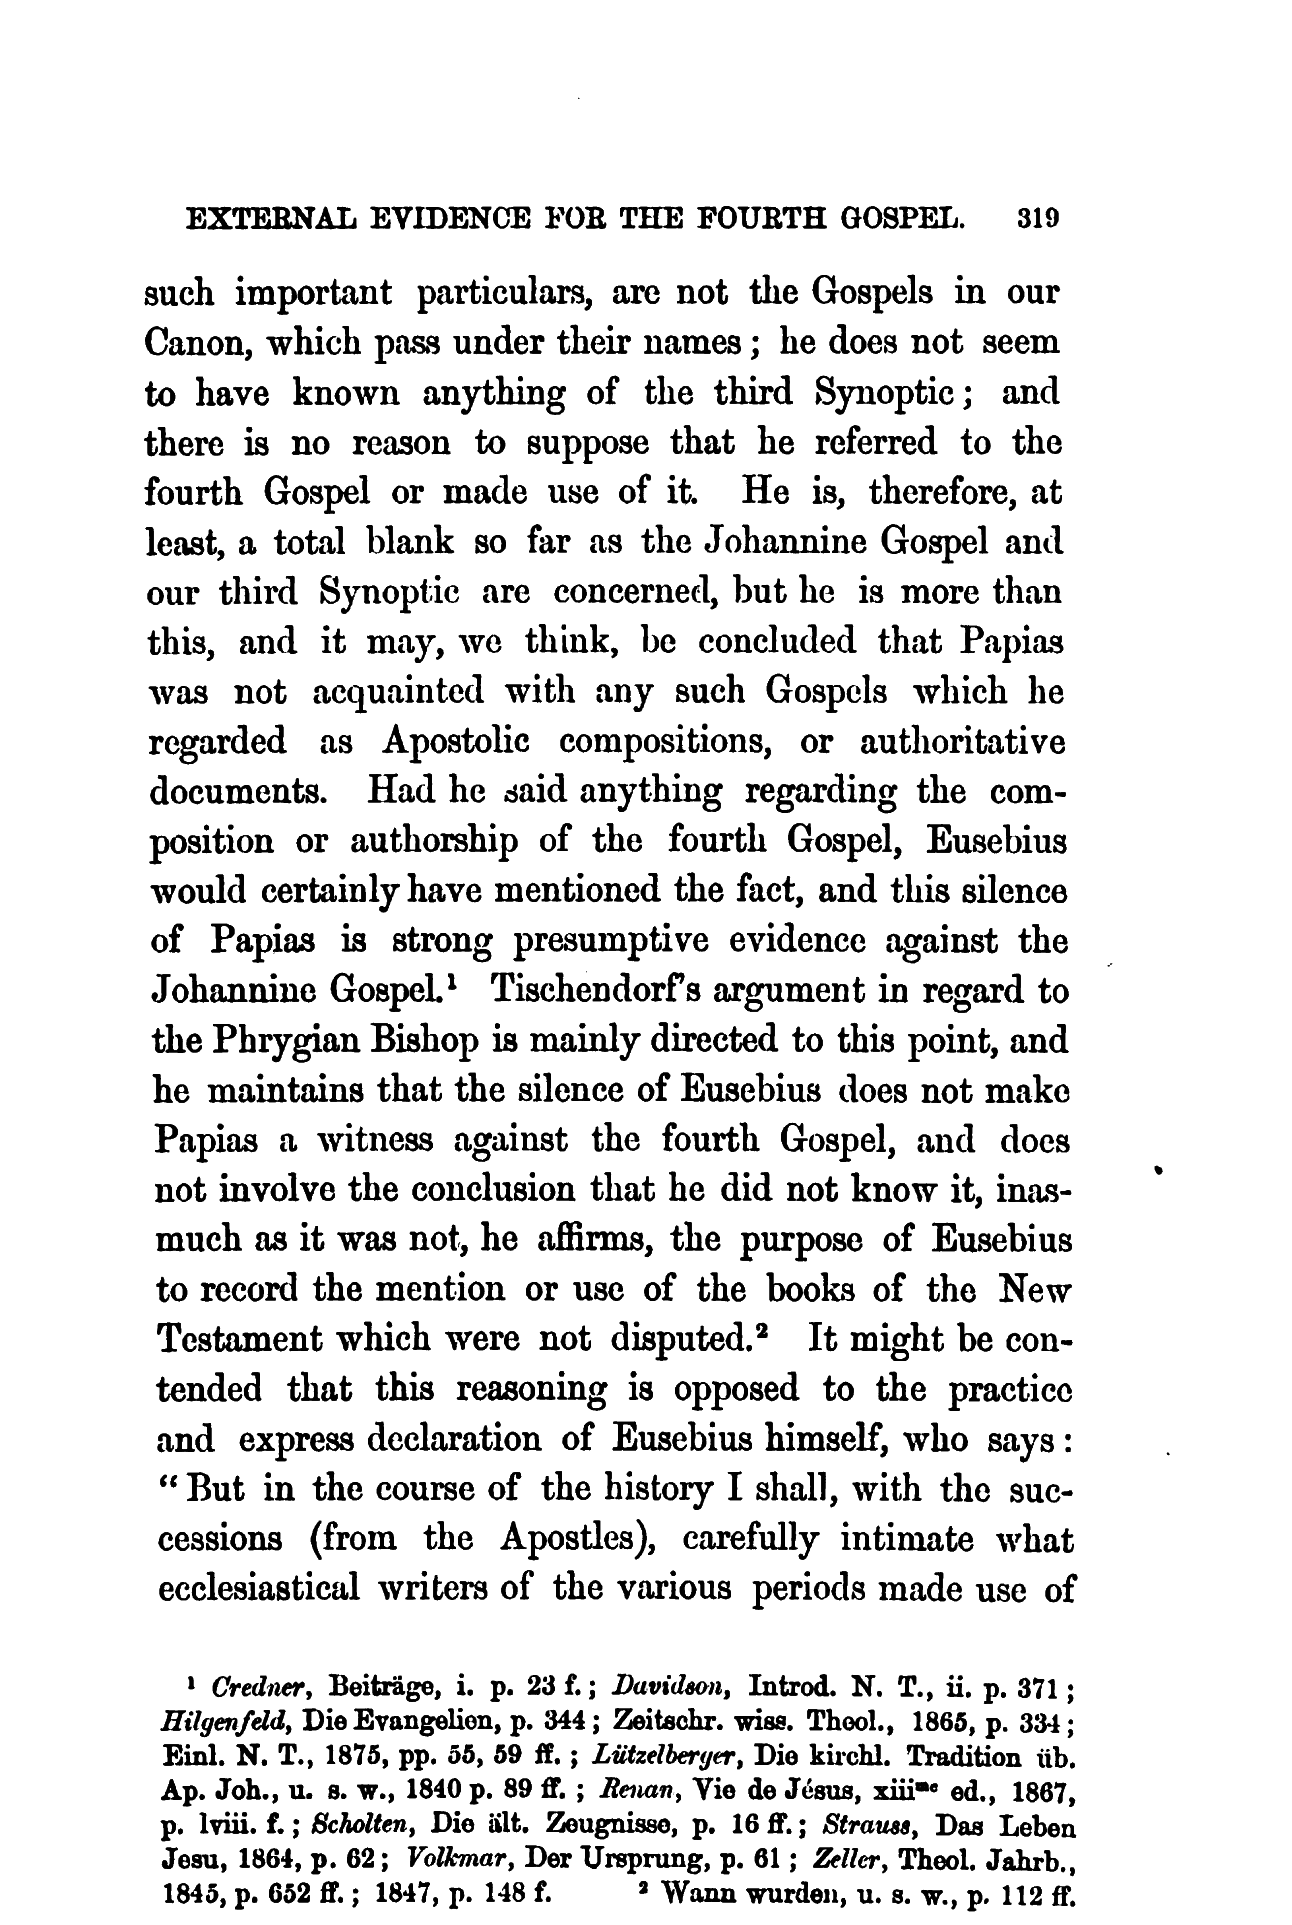 EXTERNAL EVIDENCE FOR THE FOURTH GOSPEL. 319
such important particulars, are not the Gospels in our
Canon, which pass under their names ; he does not seem
to have known anything of the third Synoptic ; and
there is no reason to suppose that he referred to the
fourth Gospel or made use of it. He is, therefore, at
least, a total blank so far as the Johannine Gospel and
our third Synoptic are concerned, but he is more than
this, and it may, we think, be concluded that Papias
was not acquainted with any such Gospels which he
regarded as Apostolic compositions, or authoritative
documents. Had he said anything regarding the com-
position or authorship of the fourth Gospel, Eusebius
would certainly have mentioned the fact, and this silence
of Papias is strong presumptive evidence against the
Johannine Gospel.¹ Tischendorf's argument in regard to
the Phrygian Bishop is mainly directed to this point, and
he maintains that the silence of Eusebius does not make
Papias a witness against the fourth Gospel, and does
not involve the conclusion that he did not know it, inas-
much as it was not, he affirms, the purpose of Eusebius
to record the mention or use of the books of the New
Testament which were not disputed.² It might be con-
tended that this reasoning is opposed to the practice
and express declaration of Eusebius himself, who says :
“ But in the course of the history I shall, with the suc-
cessions (from the Apostles), carefully intimate what
ecclesiastical writers of the various periods made use of
¹ Credner, Beiträge, i. p. 23 f. ; Davidson, Introd. N. T., ii. p. 371 ;
Hilgenfeld, Die Evangelien, p. 344 ; Zeitschr. wiss. Theol., 1865, p. 334 ;
Einl. N. T., 1875, pp. 55, 59 ff. ; Lützelberger, Die kirchl. Tradition üb.
Ap. Joh., u. s. w., 1840 p. 89 ff. ; Renan, Vie de Jésus, xiiiᵐᵉ ed., 1867,
p. lviii. f. ; Scholten, Die ält. Zeugnisse, p. 16 ff. ; Strauss, Das Leben
Jesu, 1864, p. 62 ; Volkmar, Der Ursprung, p. 61 ; Zeller, Theol. Jahrb.,
1845, p. 652 ff. ; 1847, p. 148 f. ² Wann wurden, u. s. w., p. 112 ff.